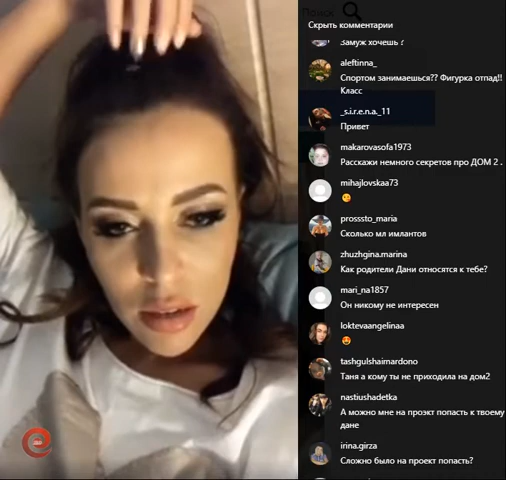 Поиск
Скрыть комментарии
Замуж хочешь ?
aleftinna_
Спортом занимаешься?? Фигурка отпад!!
Класс
_s.i.r.e.n.a._11
Привет
makarovasofa1973
Расскажи немного секретов про ДОМ 2 .
mihajlovskaa73
prosssto_maria
Сколько мл имлантов
zhuzhgina.marina
Как родители Дани относятся к тебе?
mari_na1857
Он никому не интересен
loktevaangelinaa
tashgulshaimardono
Таня а кому ты не приходила на дом2
nastiushadetka
А можно мне на проэкт попасть к твоему
дане
irina.girza
Сложно было на проект попасть?